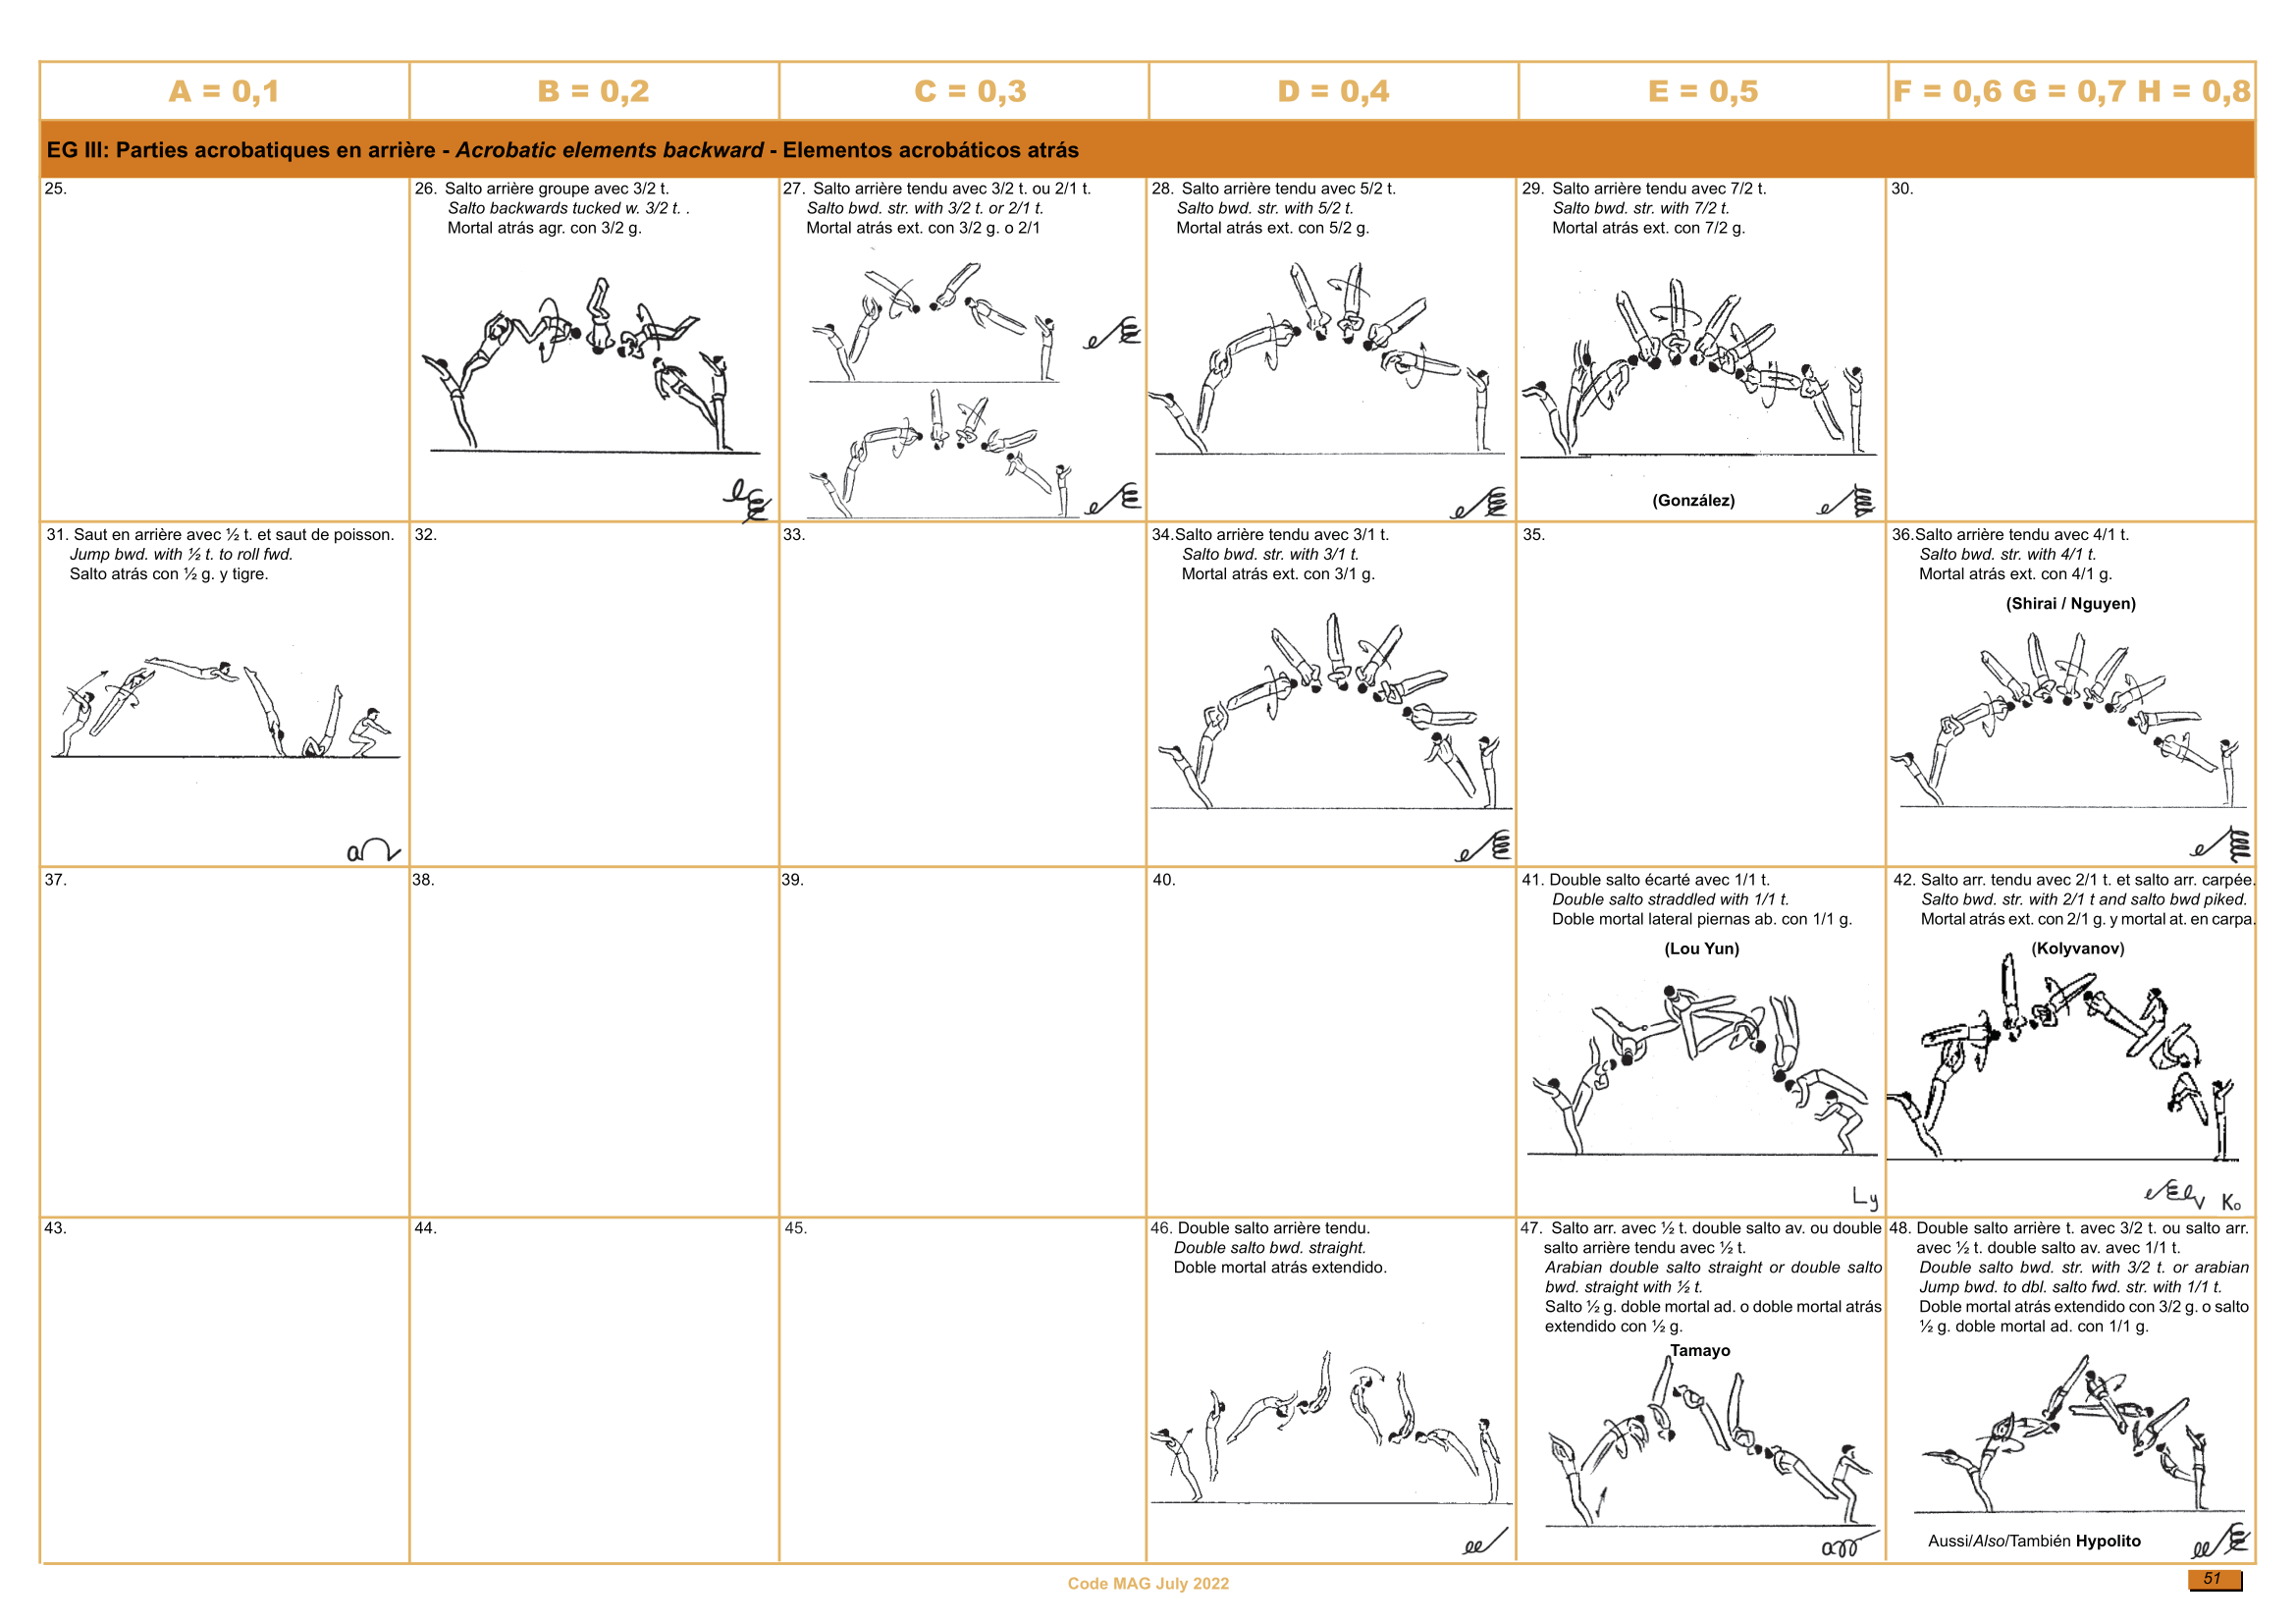 A = 0,1
B = 0,2
C = 0,3
D = 0,4
E = 0,5
F = 0,6 G = 0,7 H = 0,8
EG III: Parties acrobatiques en arrière - Acrobatic elements backward - Elementos acrobáticos atrás
25.
26. Salto arrière groupe avec 3/2 t.
Salto backwards tucked w. 3/2 t. .
Mortal atrás agr. con 3/2 g.
27. Salto arrière tendu avec 3/2 t. ou 2/1 t.
Salto bwd. str. with 3/2 t. or 2/1 t.
Mortal atrás ext. con 3/2 g. o 2/1
28. Salto arrière tendu avec 5/2 t.
Salto bwd. str. with 5/2 t.
Mortal atrás ext. con 5/2 g.
29. Salto arrière tendu avec 7/2 t.
Salto bwd. str. with 7/2 t.
Mortal atrás ext. con 7/2 g.
(González)
30.
31. Saut en arrière avec ½ t. et saut de poisson.
Jump bwd. with ½ t. to roll fwd.
Salto atrás con ½ g. y tigre.
32.
33.
34.Salto arrière tendu avec 3/1 t.
Salto bwd. str. with 3/1 t.
Mortal atrás ext. con 3/1 g.
35.
36.Salto arrière tendu avec 4/1 t.
Salto bwd. str. with 4/1 t.
Mortal atrás ext. con 4/1 g.
(Shirai / Nguyen)
37.
38.
39.
40.
41. Double salto écarté avec 1/1 t.
Double salto straddled with 1/1 t.
Doble mortal lateral piernas ab. con 1/1 g.
(Lou Yun)
Ly
42. Salto arr. tendu avec 2/1 t. et salto arr. carpée.
Salto bwd. str. with 2/1 t and salto bwd piked.
Mortal atrás ext. con 2/1 g. y mortal at. en carpa.
(Kolyvanov)
Ko
43.
44.
45.
46. Double salto arrière tendu.
Double salto bwd. straight.
Doble mortal atrás extendido.
47. Salto arr. avec ½ t. double salto av. ou double
salto arrière tendu avec ½ t.
Arabian double salto straight or double salto
bwd. straight with ½ t.
Salto ½ g. doble mortal ad. o doble mortal atrás
extendido con ½ g.
Tamayo
48. Double salto arrière t. avec 3/2 t. ou salto arr.
avec ½ t. double salto av. avec 1/1 t.
Double salto bwd. str. with 3/2 t. or arabian
Jump bwd. to dbl. salto fwd. str. with 1/1 t.
Doble mortal atrás extendido con 3/2 g. o salto
½ g. doble mortal ad. con 1/1 g.
Aussi/Also/También Hypolito
Code MAG July 2022
51